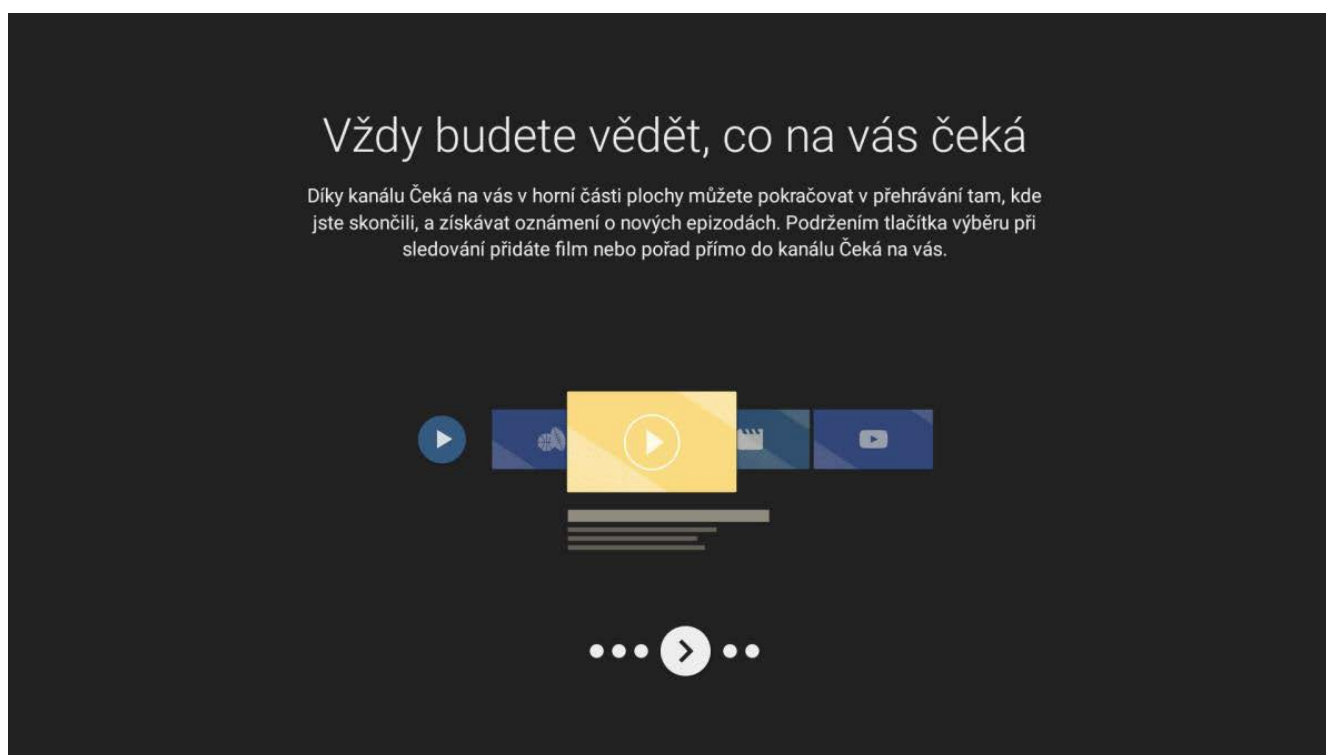 Vždy budete vědět, co na vás čeká
Díky kanálu Čeká na vás v horní části plochy můžete pokračovat v přehrávání tam, kde
jste skončili, a získávat oznámení o nových epizodách. Podržením tlačítka výběru při
sledování přidáte film nebo pořad přímo do kanálu Čeká na vás.